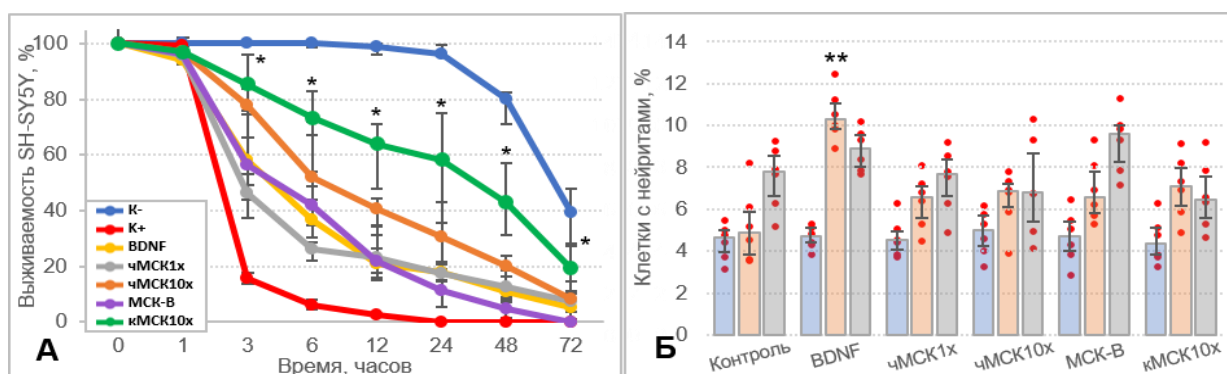 Выживаемость SH-SY5Y, %
100
80
60
40
20
0
К-
К+
BDNF
чМСК1х
чМСК10х
МСК-В
кМСК10х
*
*
*
*
*
*
0 1 3 6 12 24 48 72
Время, часов
А
Клетки с нейритами, %
14
12
10
8
6
4
2
0
**
Контроль BDNF чМСК1х чМСК10х МСК-В кМСК10х
Б